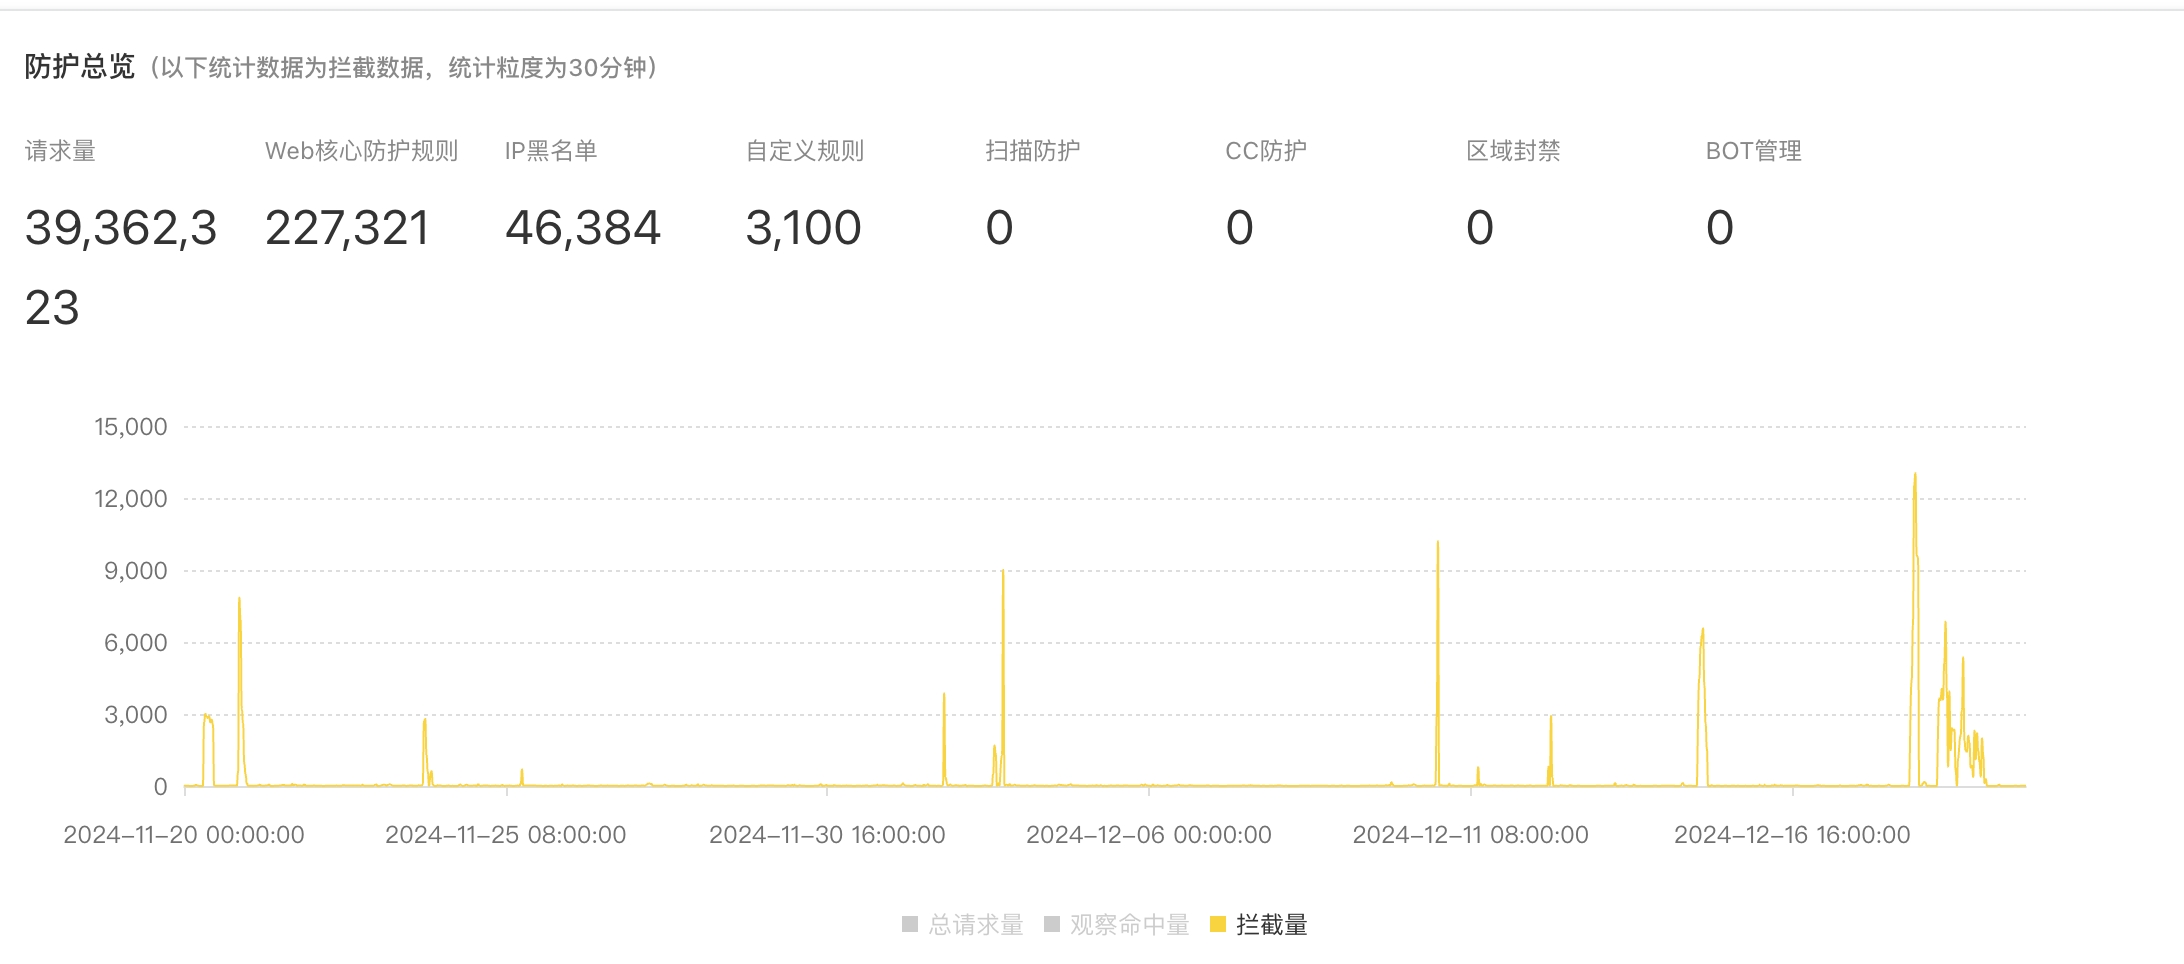 防护总览（以下统计数据为拦截数据，统计粒度为30分钟）
请求量 Web核心防护规则 IP黑名单 自定义规则 扫描防护 CC防护 区域封禁 BOT管理
39,362,3 227,321 46,384 3,100 0 0 0 0
23
15,000
12,000
9,000
6,000
3,000
0
2024-11-20 00:00:00 2024-11-25 08:00:00 2024-11-30 16:00:00 2024-12-06 00:00:00 2024-12-11 08:00:00 2024-12-16 16:00:00
总请求量 观察命中量 拦截量